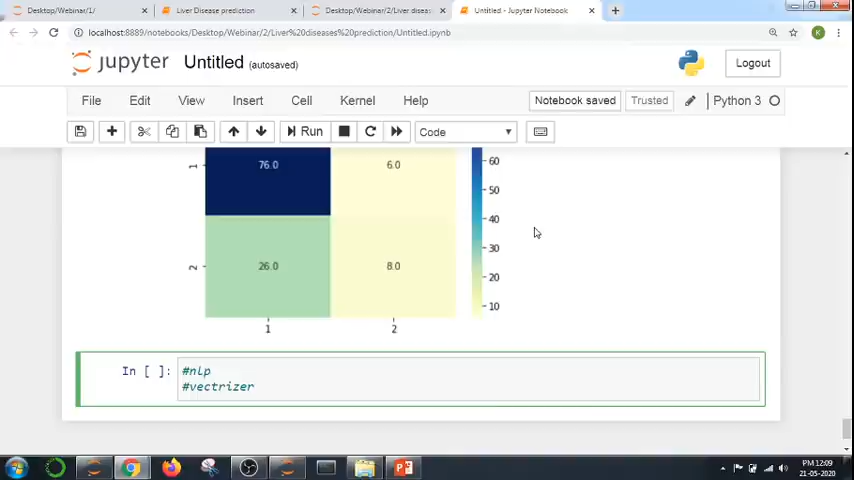 Desktop/Webinar/1/
Liver Disease prediction
Desktop/Webinar/2/Liver diseas
Untitled - Jupyter Notebook
localhost:8889/notebooks/Desktop/Webinar/2/Liver%20diseases%20prediction/Untitled.ipynb
K
jupyter Untitled (autosaved)
Logout
File Edit View Insert Cell Kernel Help
Notebook saved Trusted Python 3
Run Code
1 76.0 6.0
60
50
40
30
20
10
2 26.0 8.0
1 2
In [ ]: #nlp
#vectrizer
PM 12:09
21-05-2020